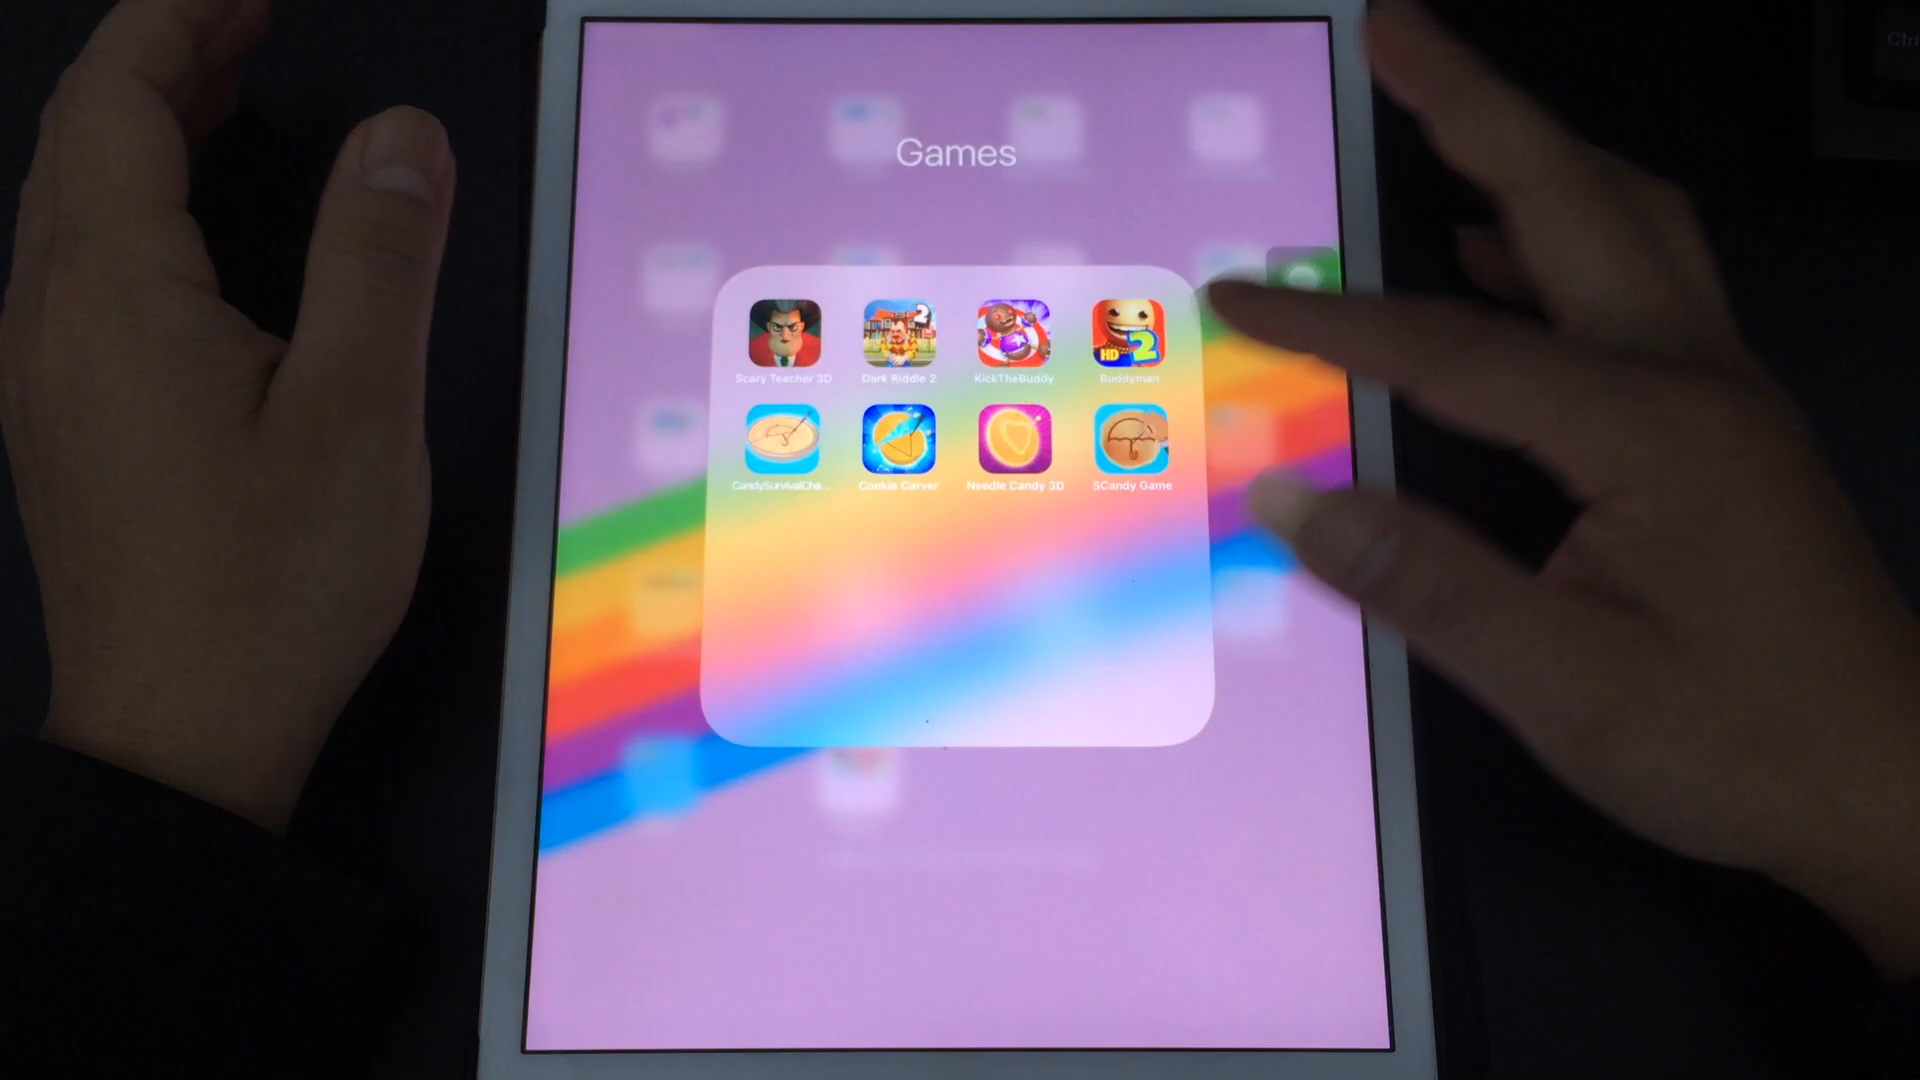 Ctrl
Games
2
HD 2
Scary Teacher 3D
Dark Riddle 2
KickTheBuddy
Buddyman
CandySurvivalCha...
Cookie Carver
Needle Candy 3D
SCandy Game